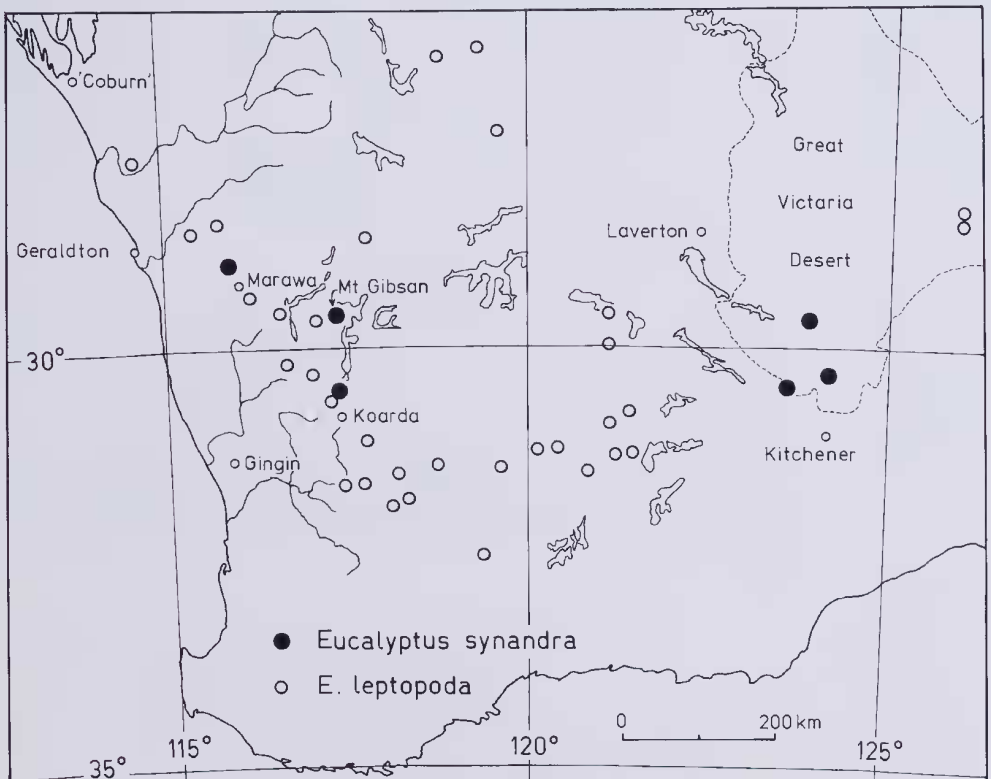 'Coburn'
Great
Victaria
Desert
Laverton
Geraldton
Marawa
Mt Gibsan
30°
Koarda
Gingin
Kitchener
Eucalyptus synandra
E. leptopoda
0 200 km
115° 120° 125°
35°